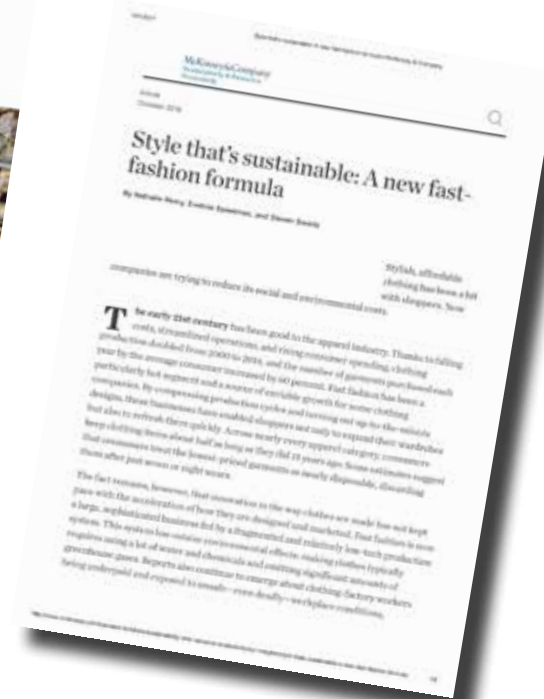 McKinsey&Company
Article
October 2016
Style that's sustainable: A new fast-
fashion formula
By Nathalie Remy, Eveline Speelman, and Steven Swartz
Stylish, affordable
clothing has been a hit
with shoppers. Now
companies are trying to reduce its social and environmental costs.
The early 21st century has been good to the apparel industry. Thanks to falling
costs, streamlined operations, and rising consumer spending, clothing
production doubled from 2000 to 2014, and the number of garments purchased each
year by the average consumer increased by 60 percent. Fast fashion has been a
particularly hot segment and a source of enviable growth for some clothing
companies. By compressing production cycles and turning out up-to-the-minute
designs, these businesses have enabled shoppers not only to expand their wardrobes
but also to refresh them quickly. Across nearly every apparel category, consumers
keep clothing items about half as long as they did 15 years ago. Some estimates suggest
that consumers treat the lowest-priced garments as nearly disposable, discarding
them after just seven or eight wears.
The fact remains, however, that innovation in the way clothes are made has not kept
pace with the acceleration of how they are designed and marketed. Fast fashion is now
a large, sophisticated business fed by a fragmented and relatively low-tech production
system. This system has outsize environmental effects: making clothes typically
requires using a lot of water and chemicals and emitting significant amounts of
greenhouse gases. Reports also continue to emerge about clothing-factory workers
being underpaid and exposed to unsafe—even deadly—workplace conditions,